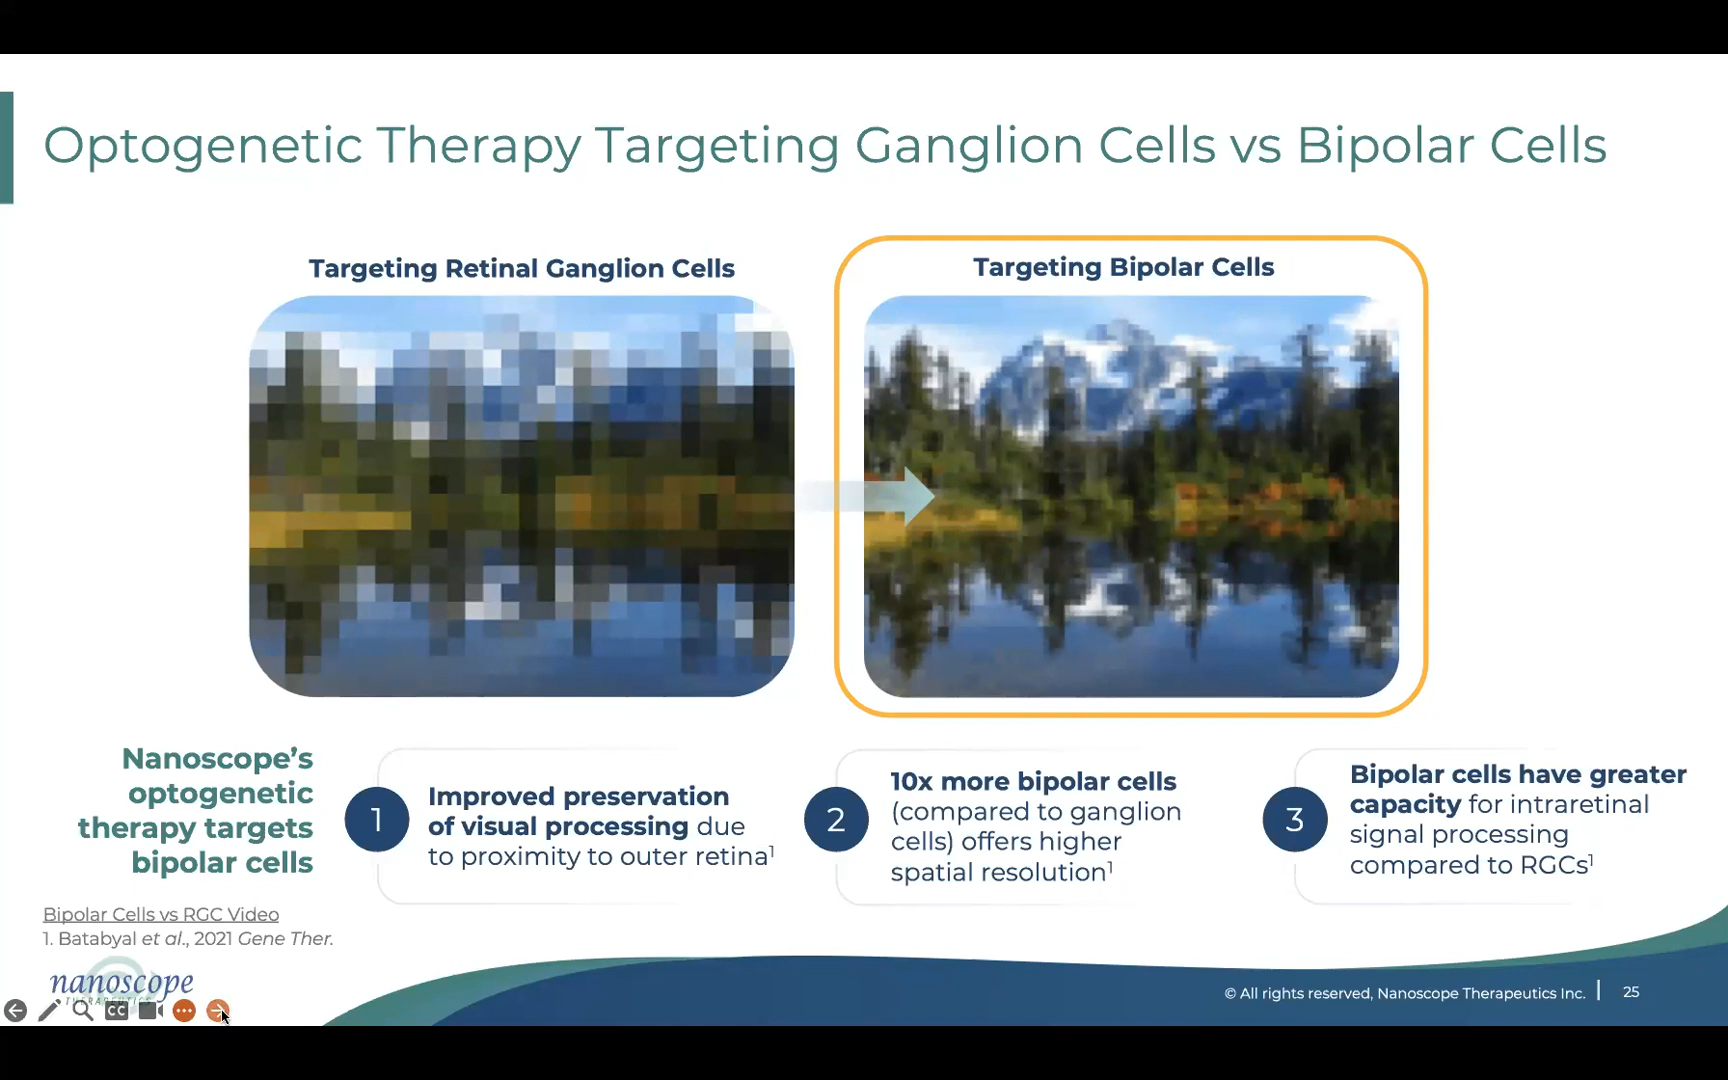 Optogenetic Therapy Targeting Ganglion Cells vs Bipolar Cells
Targeting Retinal Ganglion Cells
Targeting Bipolar Cells
Nanoscope's
optogenetic
therapy targets
bipolar cells
1
Improved preservation
of visual processing due
to proximity to outer retina¹
2
10x more bipolar cells
(compared to ganglion
cells) offers higher
spatial resolution¹
3
Bipolar cells have greater
capacity for intraretinal
signal processing
compared to RGCs¹
Bipolar Cells vs RGC Video
1. Batabyal et al., 2021 Gene Ther.
nanoscope
THERAPEUTICS
CC
© All rights reserved, Nanoscope Therapeutics Inc.
25